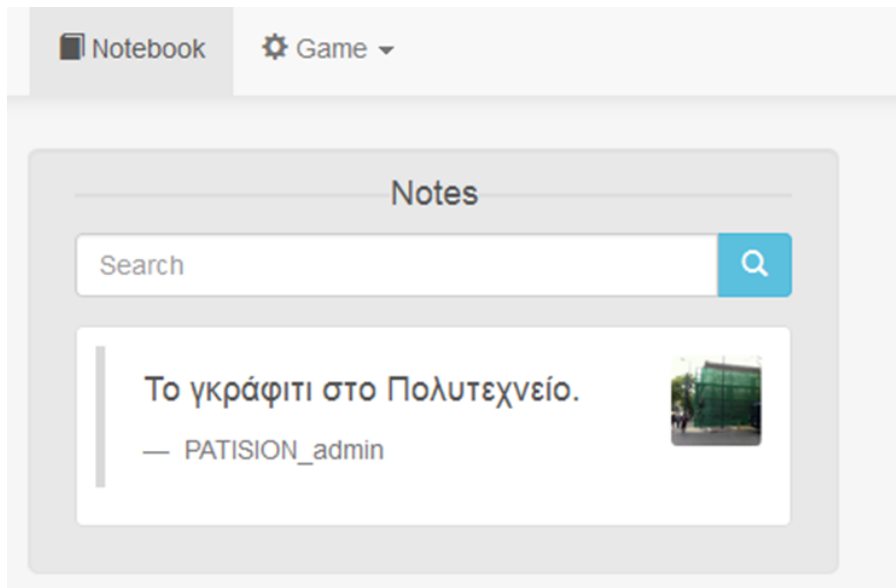 Notebook Game
Notes
Search
Το γκράφιτι στο Πολυτεχνείο.
— PATISION_admin